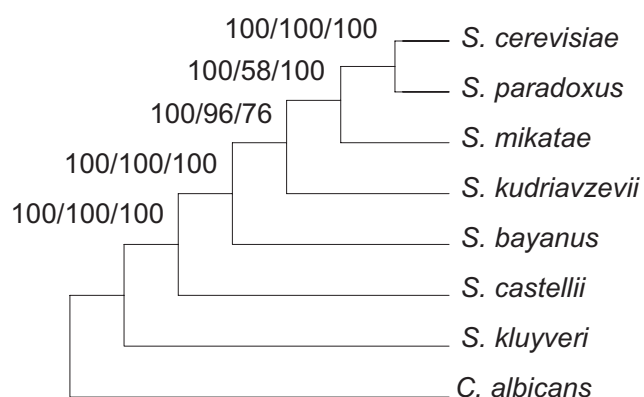 100/100/100
S. cerevisiae
100/58/100
S. paradoxus
100/96/76
S. mikatae
100/100/100
S. kudriavzevii
100/100/100
S. bayanus
S. castellii
S. kluyveri
C. albicans